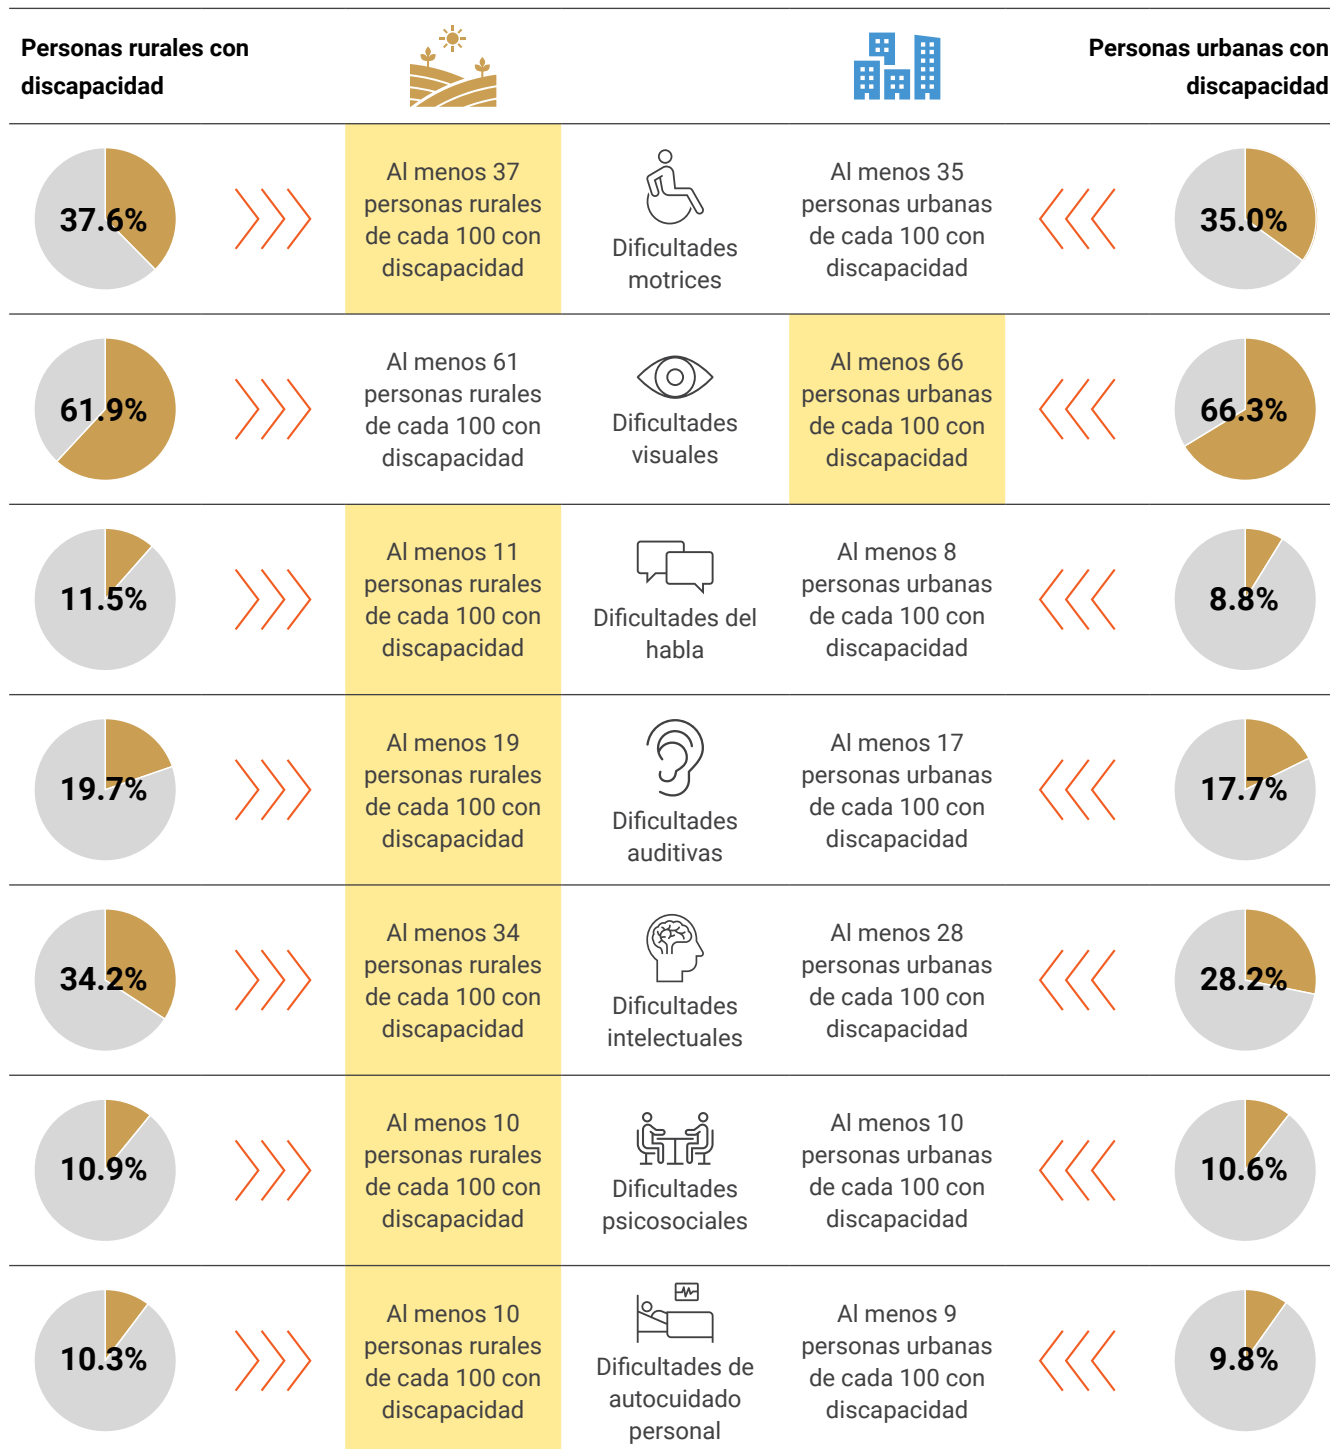 Personas rurales con
discapacidad
Personas urbanas con
discapacidad
37.6%
Al menos 37
personas rurales
de cada 100 con
discapacidad
Dificultades
motrices
Al menos 35
personas urbanas
de cada 100 con
discapacidad
35.0%
61.9%
Al menos 61
personas rurales
de cada 100 con
discapacidad
Dificultades
visuales
Al menos 66
personas urbanas
de cada 100 con
discapacidad
66.3%
11.5%
Al menos 11
personas rurales
de cada 100 con
discapacidad
Dificultades del
habla
Al menos 8
personas urbanas
de cada 100 con
discapacidad
8.8%
19.7%
Al menos 19
personas rurales
de cada 100 con
discapacidad
Dificultades
auditivas
Al menos 17
personas urbanas
de cada 100 con
discapacidad
17.7%
34.2%
Al menos 34
personas rurales
de cada 100 con
discapacidad
Dificultades
intelectuales
Al menos 28
personas urbanas
de cada 100 con
discapacidad
28.2%
10.9%
Al menos 10
personas rurales
de cada 100 con
discapacidad
Dificultades
psicosociales
Al menos 10
personas urbanas
de cada 100 con
discapacidad
10.6%
10.3%
Al menos 10
personas rurales
de cada 100 con
discapacidad
Dificultades de
autocuidado
personal
Al menos 9
personas urbanas
de cada 100 con
discapacidad
9.8%